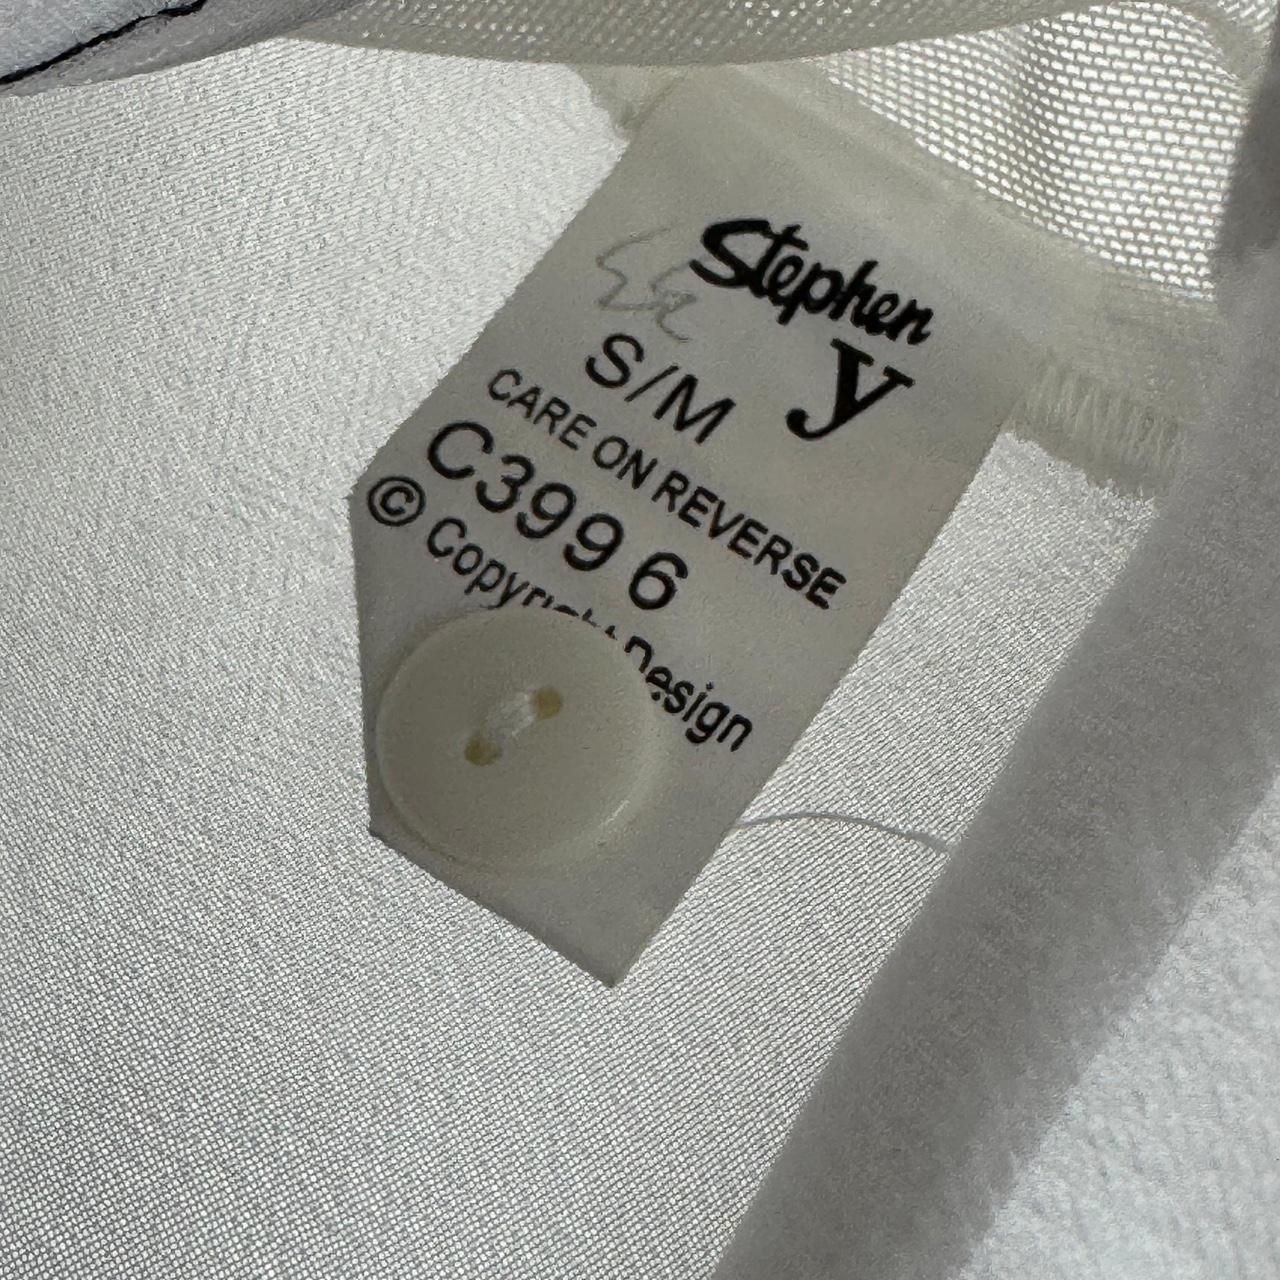 Stephen
y
S/M
CARE ON REVERSE
C3996
© Copyright Design